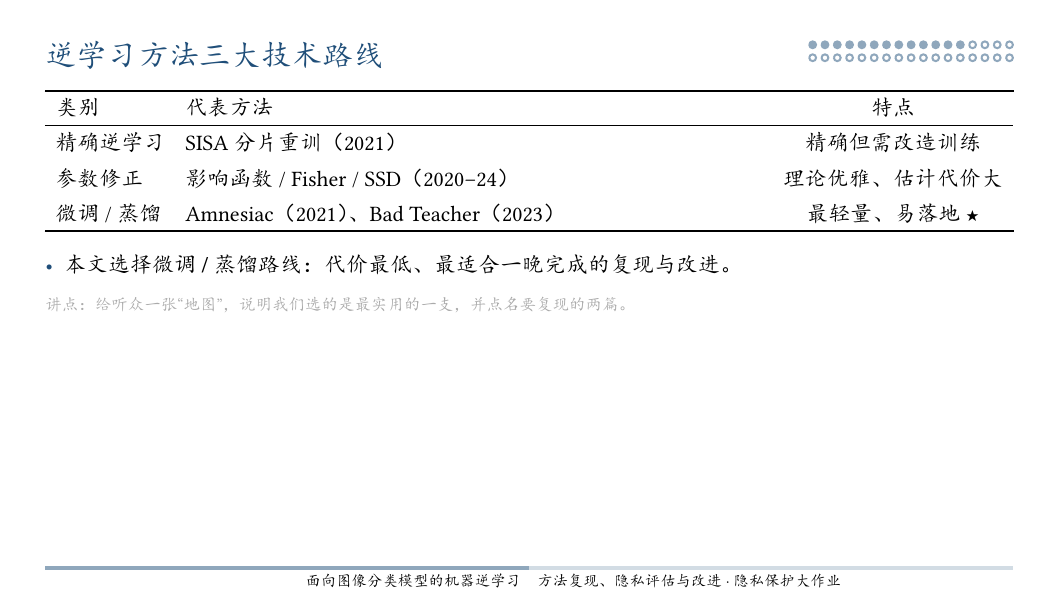 逆学习方法三大技术路线
类别 代表方法 特点
精确逆学习 SISA 分片重训（2021） 精确但需改造训练
参数修正 影响函数 / Fisher / SSD（2020–24） 理论优雅、估计代价大
微调 / 蒸馏 Amnesiac（2021）、Bad Teacher（2023） 最轻量、易落地 ★
• 本文选择微调 / 蒸馏路线：代价最低、最适合一晚完成的复现与改进。
讲点：给听众一张“地图”，说明我们选的是最实用的一支，并点名要复现的两篇。
面向图像分类模型的机器逆学习 方法复现、隐私评估与改进 · 隐私保护大作业